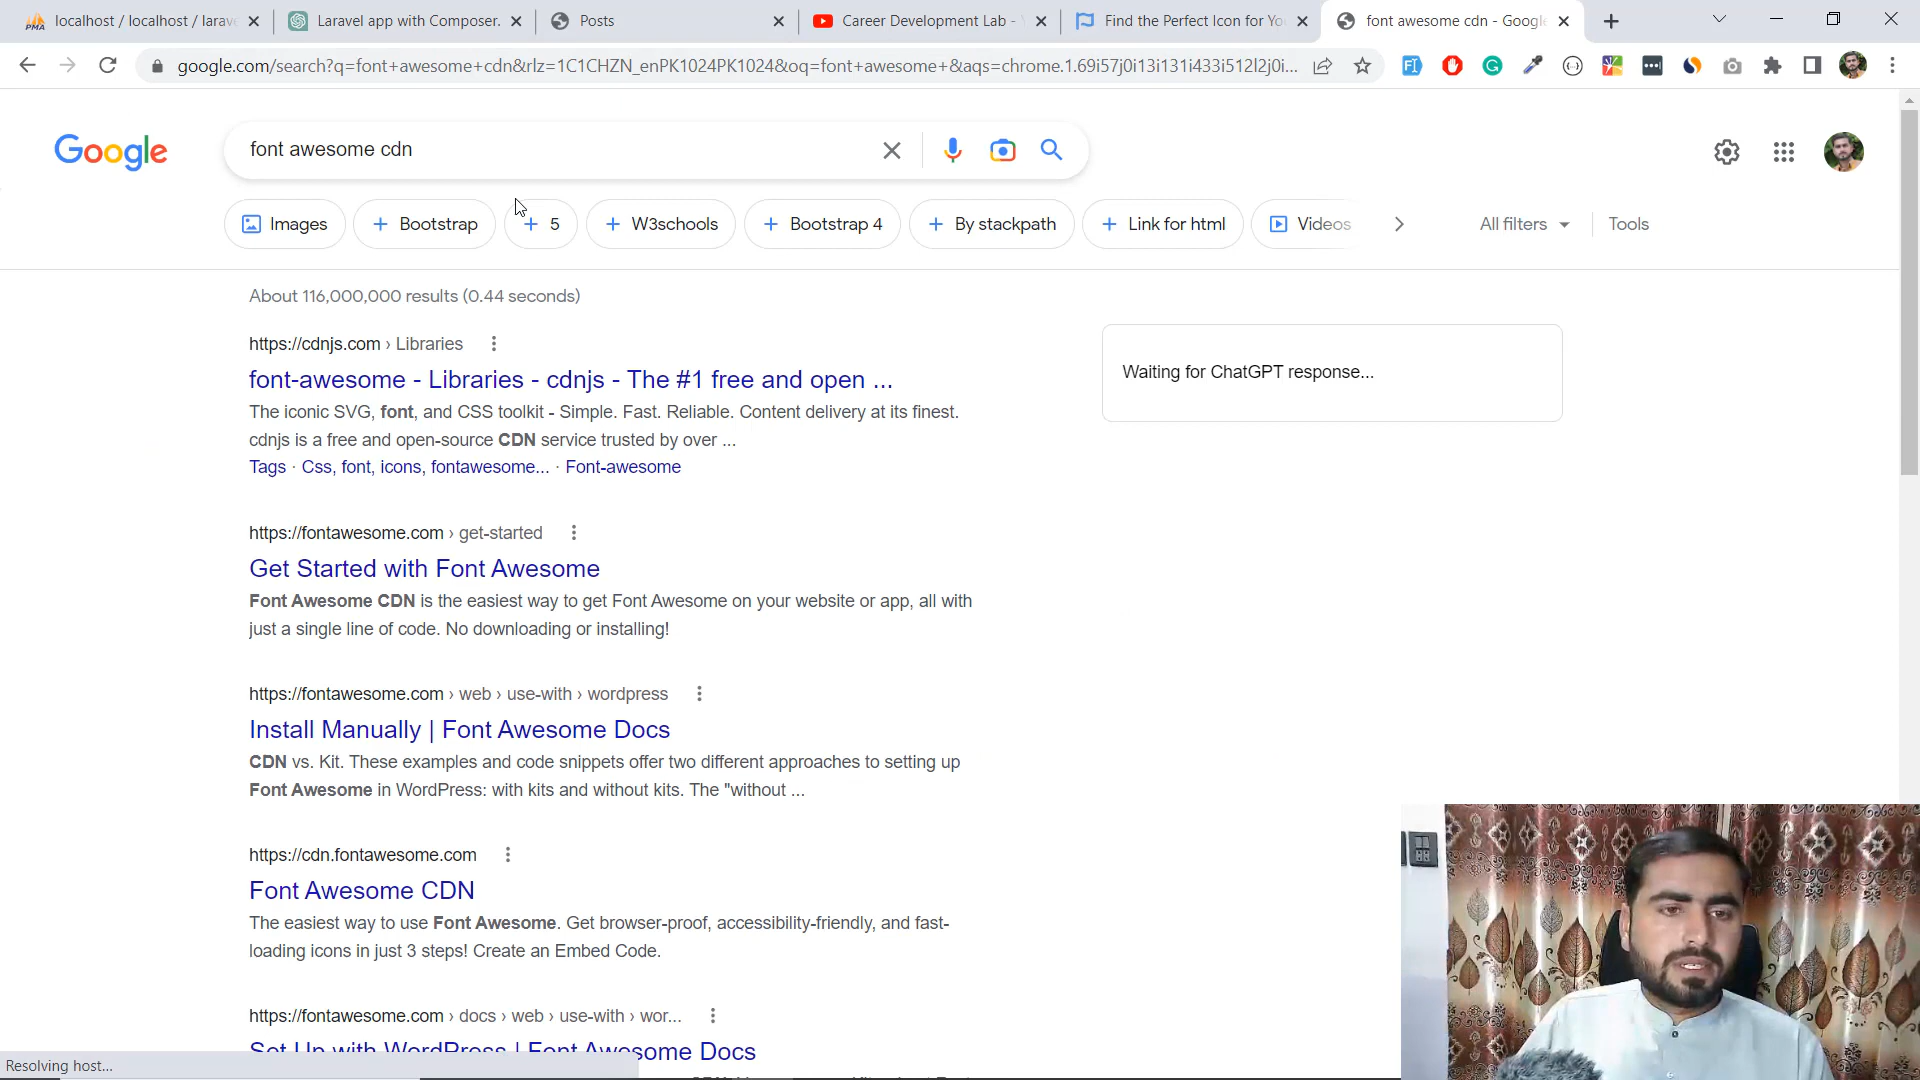 localhost / localhost / larave
Laravel app with Composer.
Posts
Career Development Lab -
Find the Perfect Icon for Yo
font awesome cdn - Google
google.com/search?q=font+awesome+cdn&rlz=1C1CHZN_enPK1024PK1024&oq=font+awesome+&aqs=chrome.1.69i57j0i13i131i433i512l2j0i...
Google
font awesome cdn
Images
Bootstrap
5
W3schools
Bootstrap 4
By stackpath
Link for html
Videos
All filters
Tools
About 116,000,000 results (0.44 seconds)
https://cdnjs.com › Libraries
font-awesome - Libraries - cdnjs - The #1 free and open ...
The iconic SVG, font, and CSS toolkit - Simple. Fast. Reliable. Content delivery at its finest.
cdnjs is a free and open-source CDN service trusted by over ...
Tags · Css, font, icons, fontawesome... · Font-awesome
Waiting for ChatGPT response...
https://fontawesome.com › get-started
Get Started with Font Awesome
Font Awesome CDN is the easiest way to get Font Awesome on your website or app, all with
just a single line of code. No downloading or installing!
https://fontawesome.com › web › use-with › wordpress
Install Manually | Font Awesome Docs
CDN vs. Kit. These examples and code snippets offer two different approaches to setting up
Font Awesome in WordPress: with kits and without kits. The "without ...
https://cdn.fontawesome.com
Font Awesome CDN
The easiest way to use Font Awesome. Get browser-proof, accessibility-friendly, and fast-
loading icons in just 3 steps! Create an Embed Code.
https://fontawesome.com › docs › web › use-with › wor...
Set Up with WordPress | Font Awesome Docs
Resolving host...